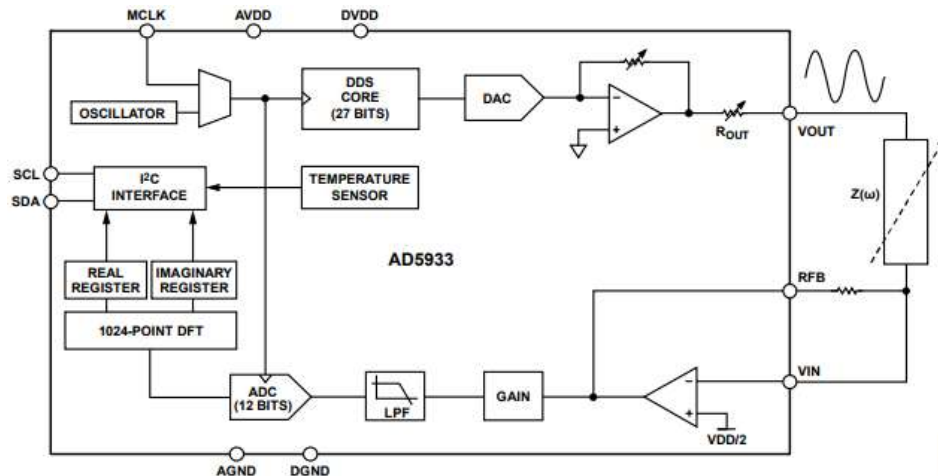 MCLK
AVDD
DVDD
OSCILLATOR
DDS
CORE
(27 BITS)
DAC
−
+
ROUT
VOUT
SCL
SDA
I2C
INTERFACE
TEMPERATURE
SENSOR
Z(ω)
AD5933
REAL
REGISTER
IMAGINARY
REGISTER
RFB
1024-POINT DFT
VIN
ADC
(12 BITS)
LPF
GAIN
−
+
VDD/2
AGND
DGND